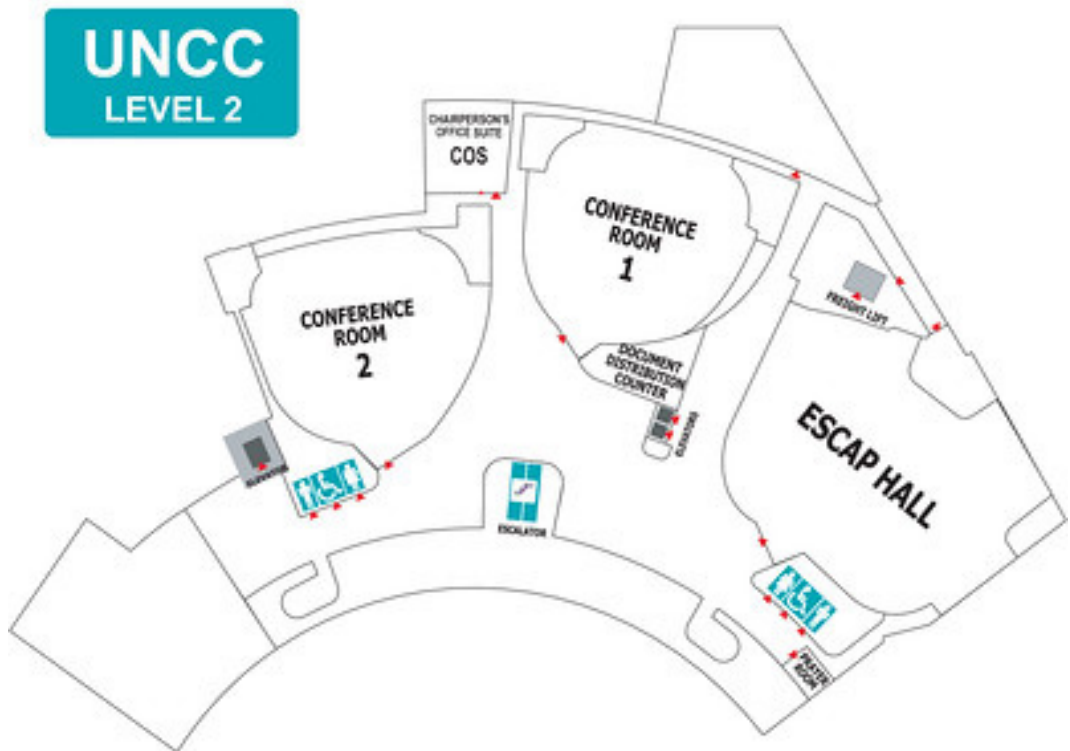 UNCC
LEVEL 2
CHAIRPERSON'S
OFFICE SUITE
COS
CONFERENCE
ROOM
1
CONFERENCE
ROOM
2
FREIGHT LIFT
DOCUMENT
DISTRIBUTION
COUNTER
ELEVATORS
ESCAP HALL
ELEVATOR
ESCALATOR
PRAYER
ROOM